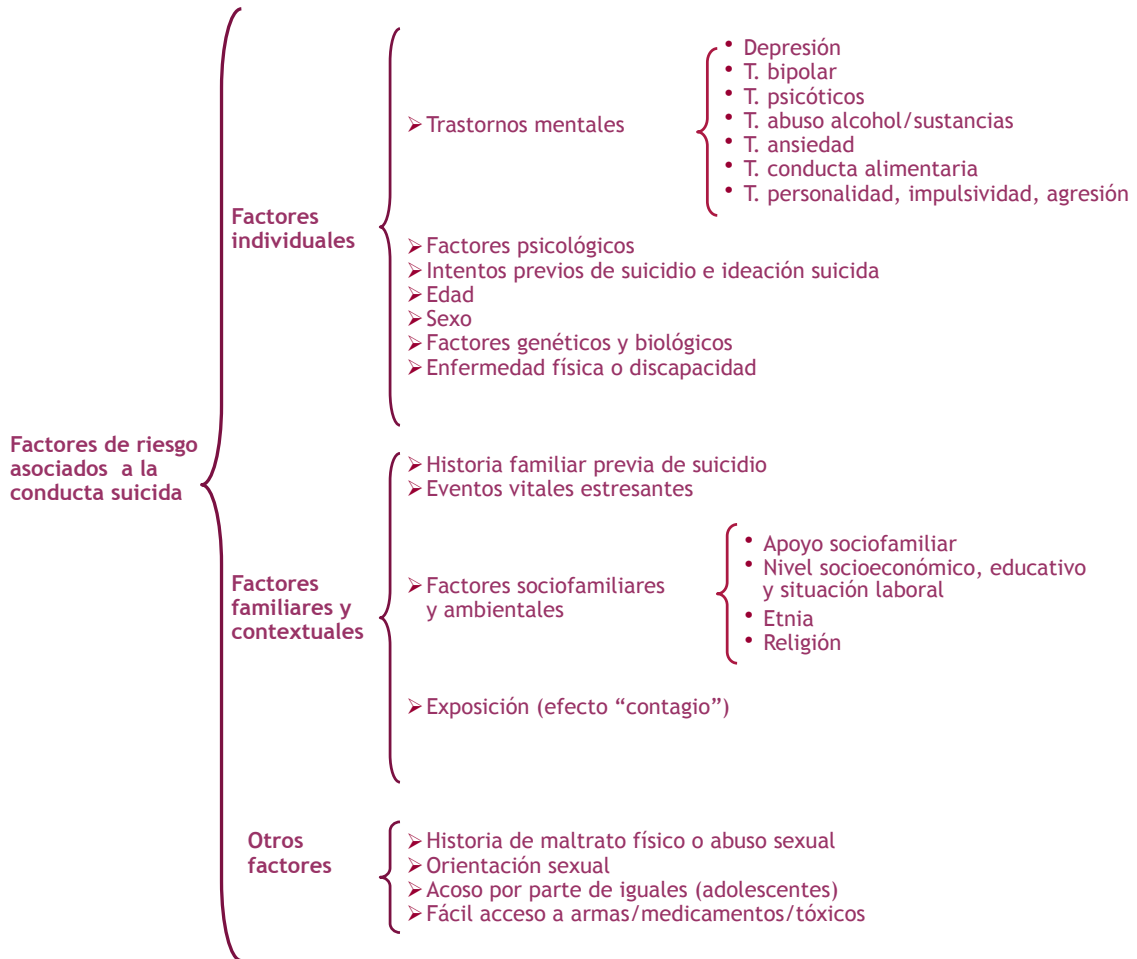 Factores de riesgo
asociados a la
conducta suicida
Factores
individuales
➢ Trastornos mentales
• Depresión
• T. bipolar
• T. psicóticos
• T. abuso alcohol/sustancias
• T. ansiedad
• T. conducta alimentaria
• T. personalidad, impulsividad, agresión
➢ Factores psicológicos
➢ Intentos previos de suicidio e ideación suicida
➢ Edad
➢ Sexo
➢ Factores genéticos y biológicos
➢ Enfermedad física o discapacidad
Factores
familiares y
contextuales
➢ Historia familiar previa de suicidio
➢ Eventos vitales estresantes
➢ Factores sociofamiliares
y ambientales
• Apoyo sociofamiliar
• Nivel socioeconómico, educativo
y situación laboral
• Etnia
• Religión
➢ Exposición (efecto “contagio”)
Otros
factores
➢ Historia de maltrato físico o abuso sexual
➢ Orientación sexual
➢ Acoso por parte de iguales (adolescentes)
➢ Fácil acceso a armas/medicamentos/tóxicos